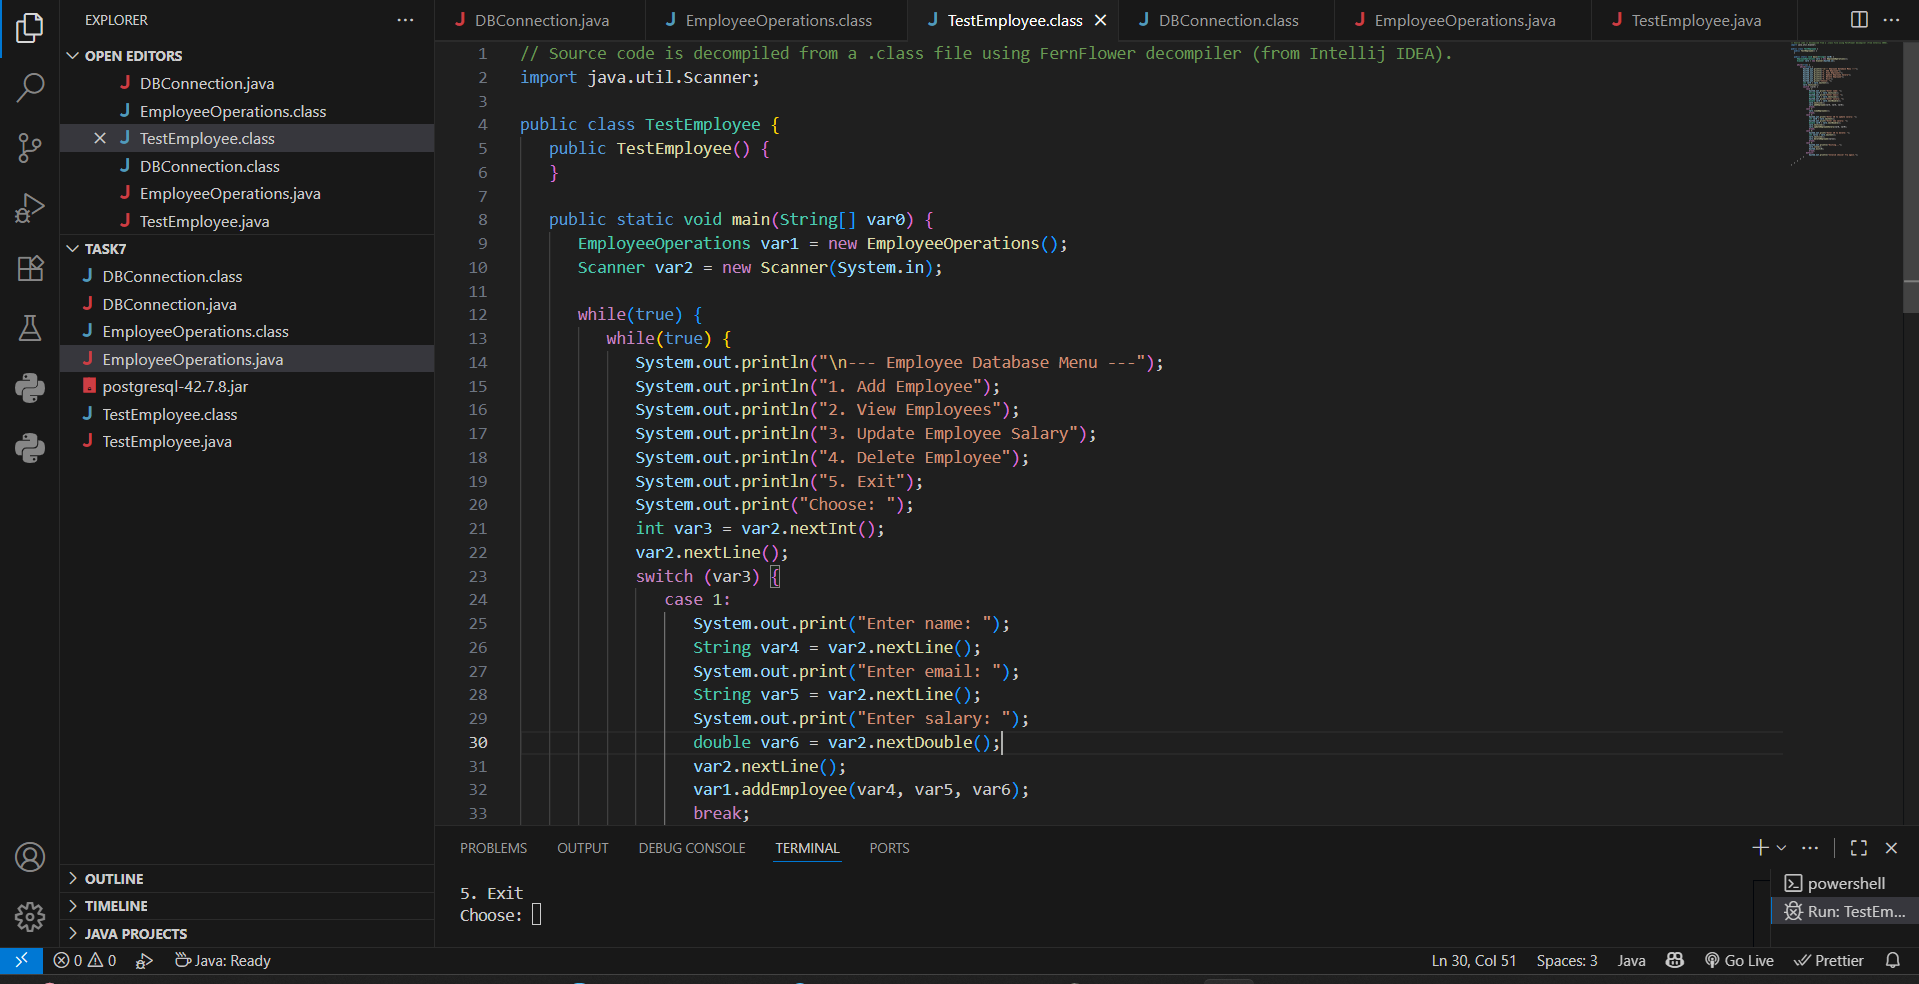 EXPLORER
OPEN EDITORS
DBConnection.java
EmployeeOperations.class
TestEmployee.class
DBConnection.class
EmployeeOperations.java
TestEmployee.java
TASK7
DBConnection.class
DBConnection.java
EmployeeOperations.class
EmployeeOperations.java
postgresql-42.7.8.jar
TestEmployee.class
TestEmployee.java
OUTLINE
TIMELINE
JAVA PROJECTS
DBConnection.java EmployeeOperations.class TestEmployee.class DBConnection.class EmployeeOperations.java TestEmployee.java
1 // Source code is decompiled from a .class file using FernFlower decompiler (from Intellij IDEA).
2 import java.util.Scanner;
3
4 public class TestEmployee {
5 public TestEmployee() {
6 }
7
8 public static void main(String[] var0) {
9 EmployeeOperations var1 = new EmployeeOperations();
10 Scanner var2 = new Scanner(System.in);
11
12 while(true) {
13 while(true) {
14 System.out.println("\n--- Employee Database Menu ---");
15 System.out.println("1. Add Employee");
16 System.out.println("2. View Employees");
17 System.out.println("3. Update Employee Salary");
18 System.out.println("4. Delete Employee");
19 System.out.println("5. Exit");
20 System.out.print("Choose: ");
21 int var3 = var2.nextInt();
22 var2.nextLine();
23 switch (var3) {
24 case 1:
25 System.out.print("Enter name: ");
26 String var4 = var2.nextLine();
27 System.out.print("Enter email: ");
28 String var5 = var2.nextLine();
29 System.out.print("Enter salary: ");
30 double var6 = var2.nextDouble();
31 var2.nextLine();
32 var1.addEmployee(var4, var5, var6);
33 break;
PROBLEMS OUTPUT DEBUG CONSOLE TERMINAL PORTS
5. Exit
Choose:
powershell
Run: TestEm...
0 0 Java: Ready Ln 30, Col 51 Spaces: 3 Java Go Live Prettier